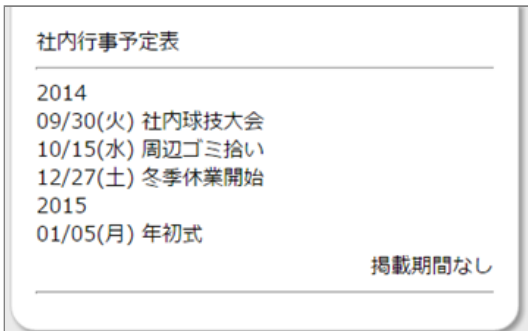 社内行事予定表
2014
09/30(火) 社内球技大会
10/15(水) 周辺ゴミ拾い
12/27(土) 冬季休業開始
2015
01/05(月) 年初式
掲載期間なし